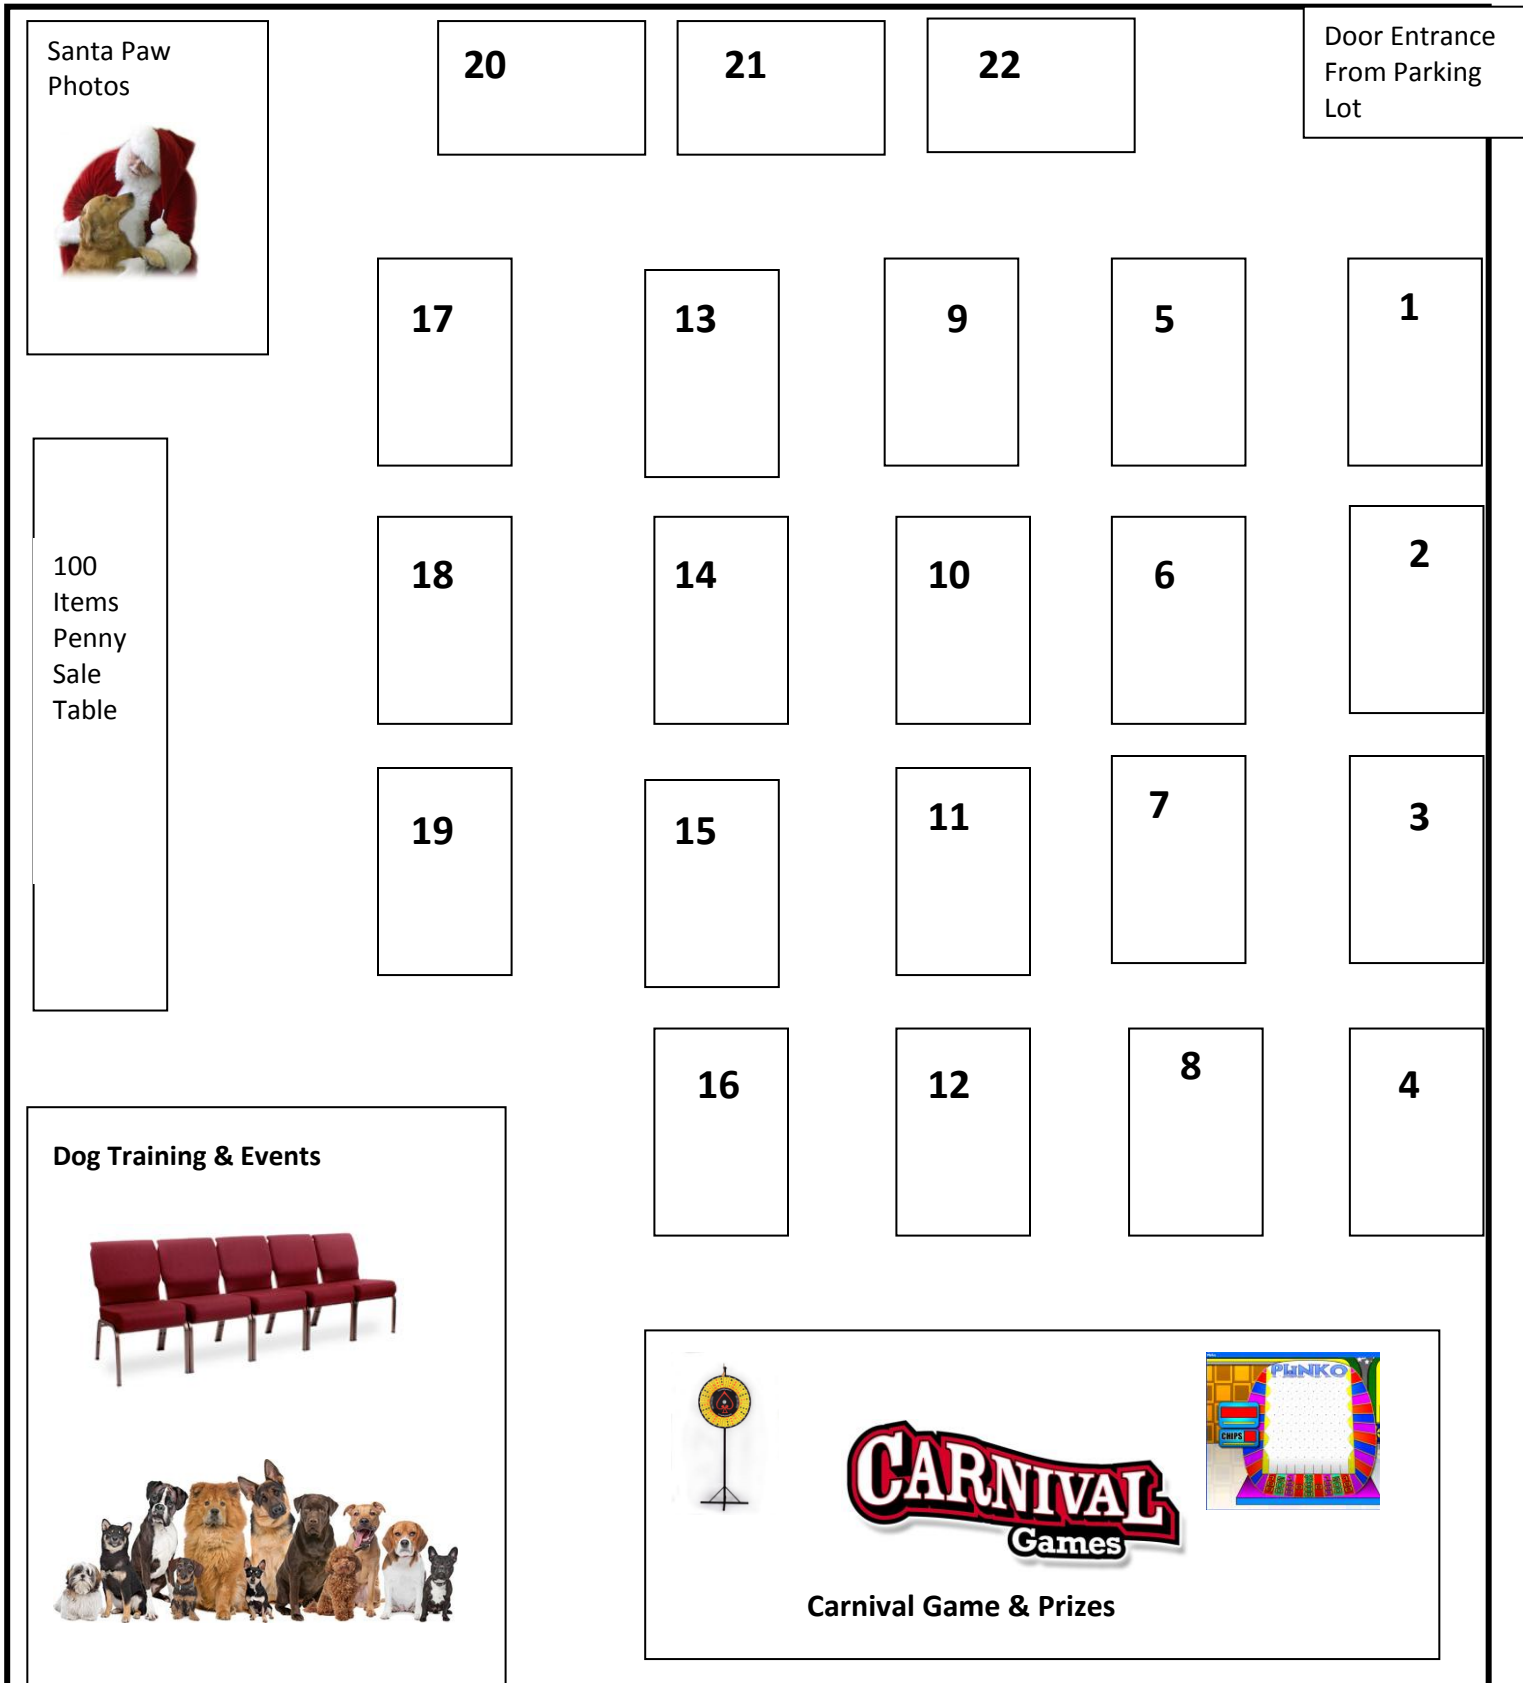 Santa Paw
Photos
20
21
22
Door Entrance
From Parking
Lot
17
13
9
5
1
100
Items
Penny
Sale
Table
18
14
10
6
2
19
15
11
7
3
16
12
8
4
Dog Training & Events
PLINKO
CHIPS
CARNIVAL
Games
Carnival Game & Prizes